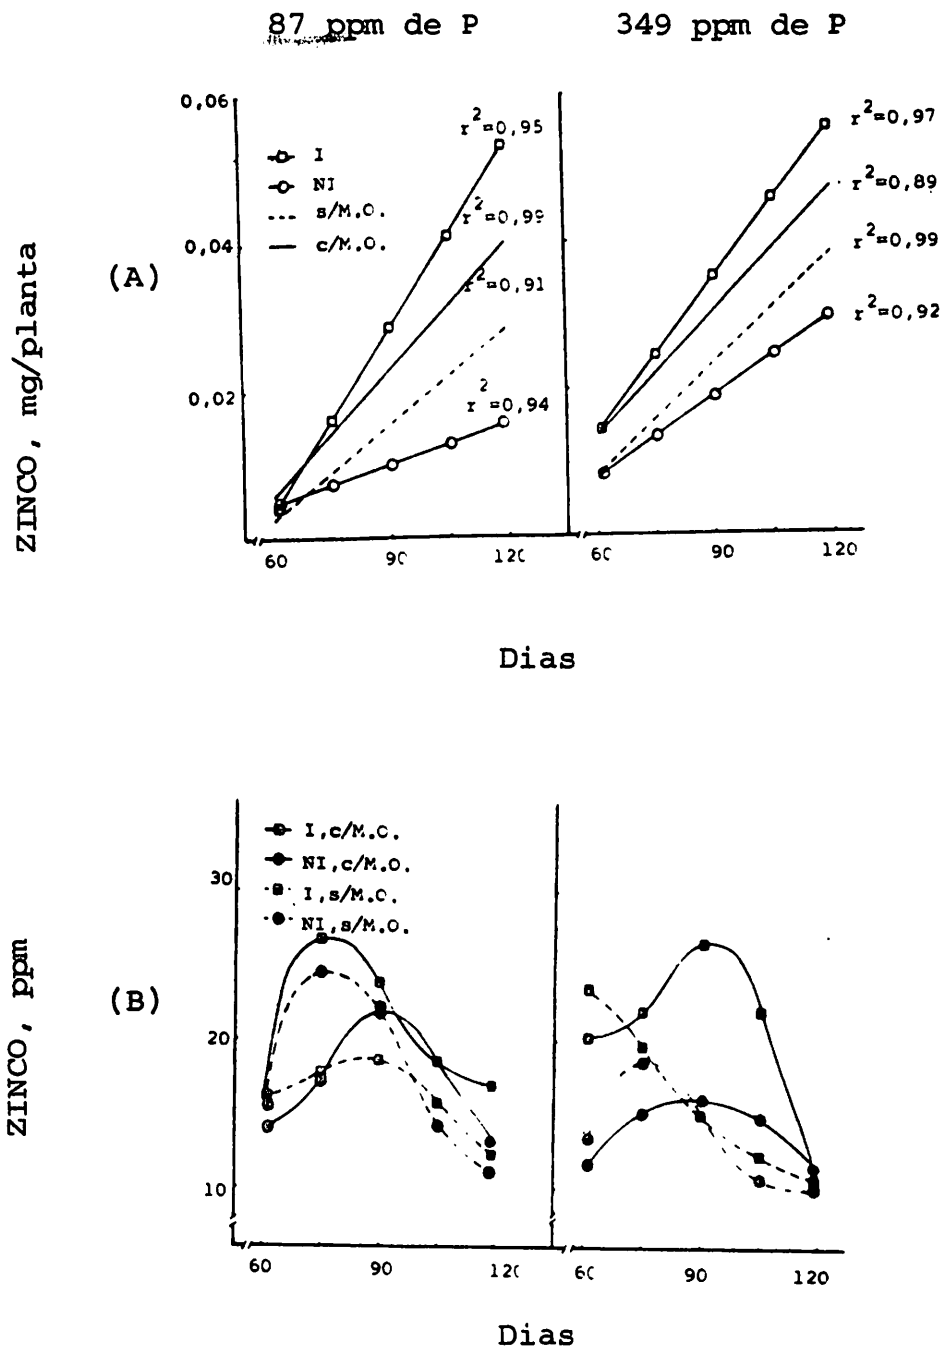 87 ppm de P
349 ppm de P
ZINCO, mg/planta
(A)
0,06
0,04
0,02
I
NI
s/M.O.
c/M.O.
r²=0,95
r²=0,99
r²=0,91
r²=0,94
r²=0,97
r²=0,89
r²=0,99
r²=0,92
60 90 120
60 90 120
Dias
ZINCO, ppm
(B)
30
20
10
I,c/M.O.
NI,c/M.O.
I,s/M.O.
NI,s/M.O.
60 90 120
60 90 120
Dias